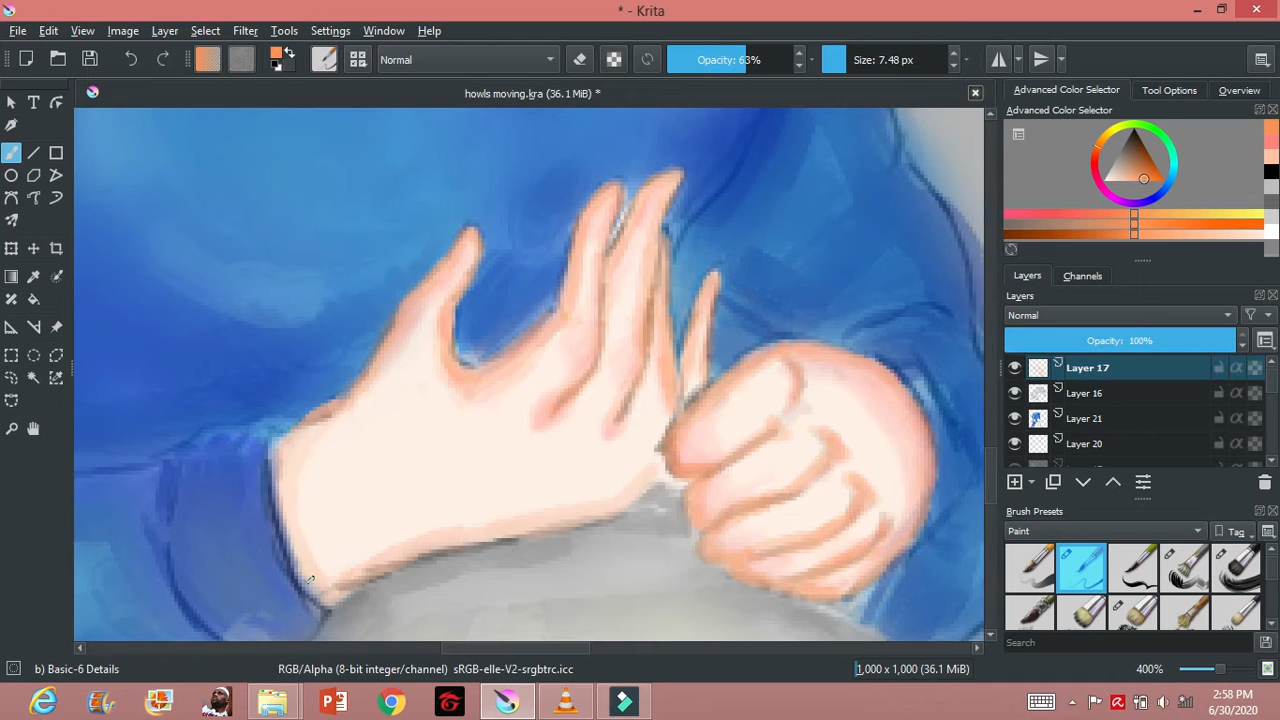 * - Krita
File Edit View Image Layer Select Filter Tools Settings Window Help
Normal Opacity: 63% Size: 7.48 px
howls moving.kra (36.1 MiB) *
Advanced Color Selector Tool Options Overview
Advanced Color Selector
Layers Channels
Layers
Normal
Opacity: 100%
Layer 17
Layer 16
Layer 21
Layer 20
Brush Presets
Paint Tag
Search
b) Basic-6 Details RGB/Alpha (8-bit integer/channel) sRGB-elle-V2-srgbtrc.icc 1,000 x 1,000 (36.1 MiB) 400%
2:58 PM
6/30/2020